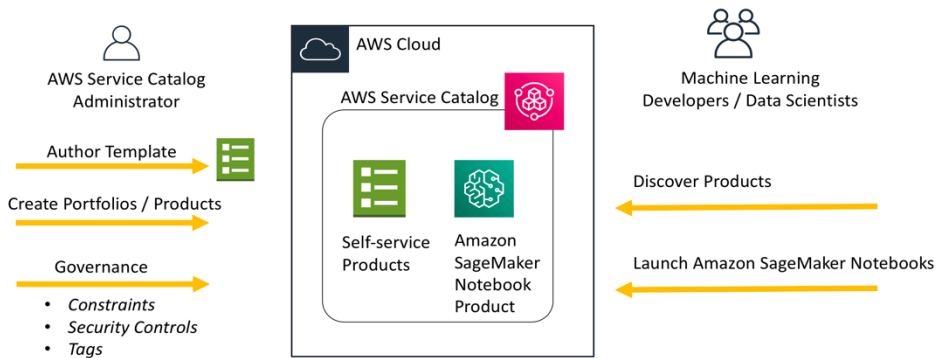 AWS Service Catalog
Administrator
Author Template
Create Portfolios / Products
Governance
• Constraints
• Security Controls
• Tags
AWS Cloud
AWS Service Catalog
Self-service
Products
Amazon
SageMaker
Notebook
Product
Machine Learning
Developers / Data Scientists
Discover Products
Launch Amazon SageMaker Notebooks